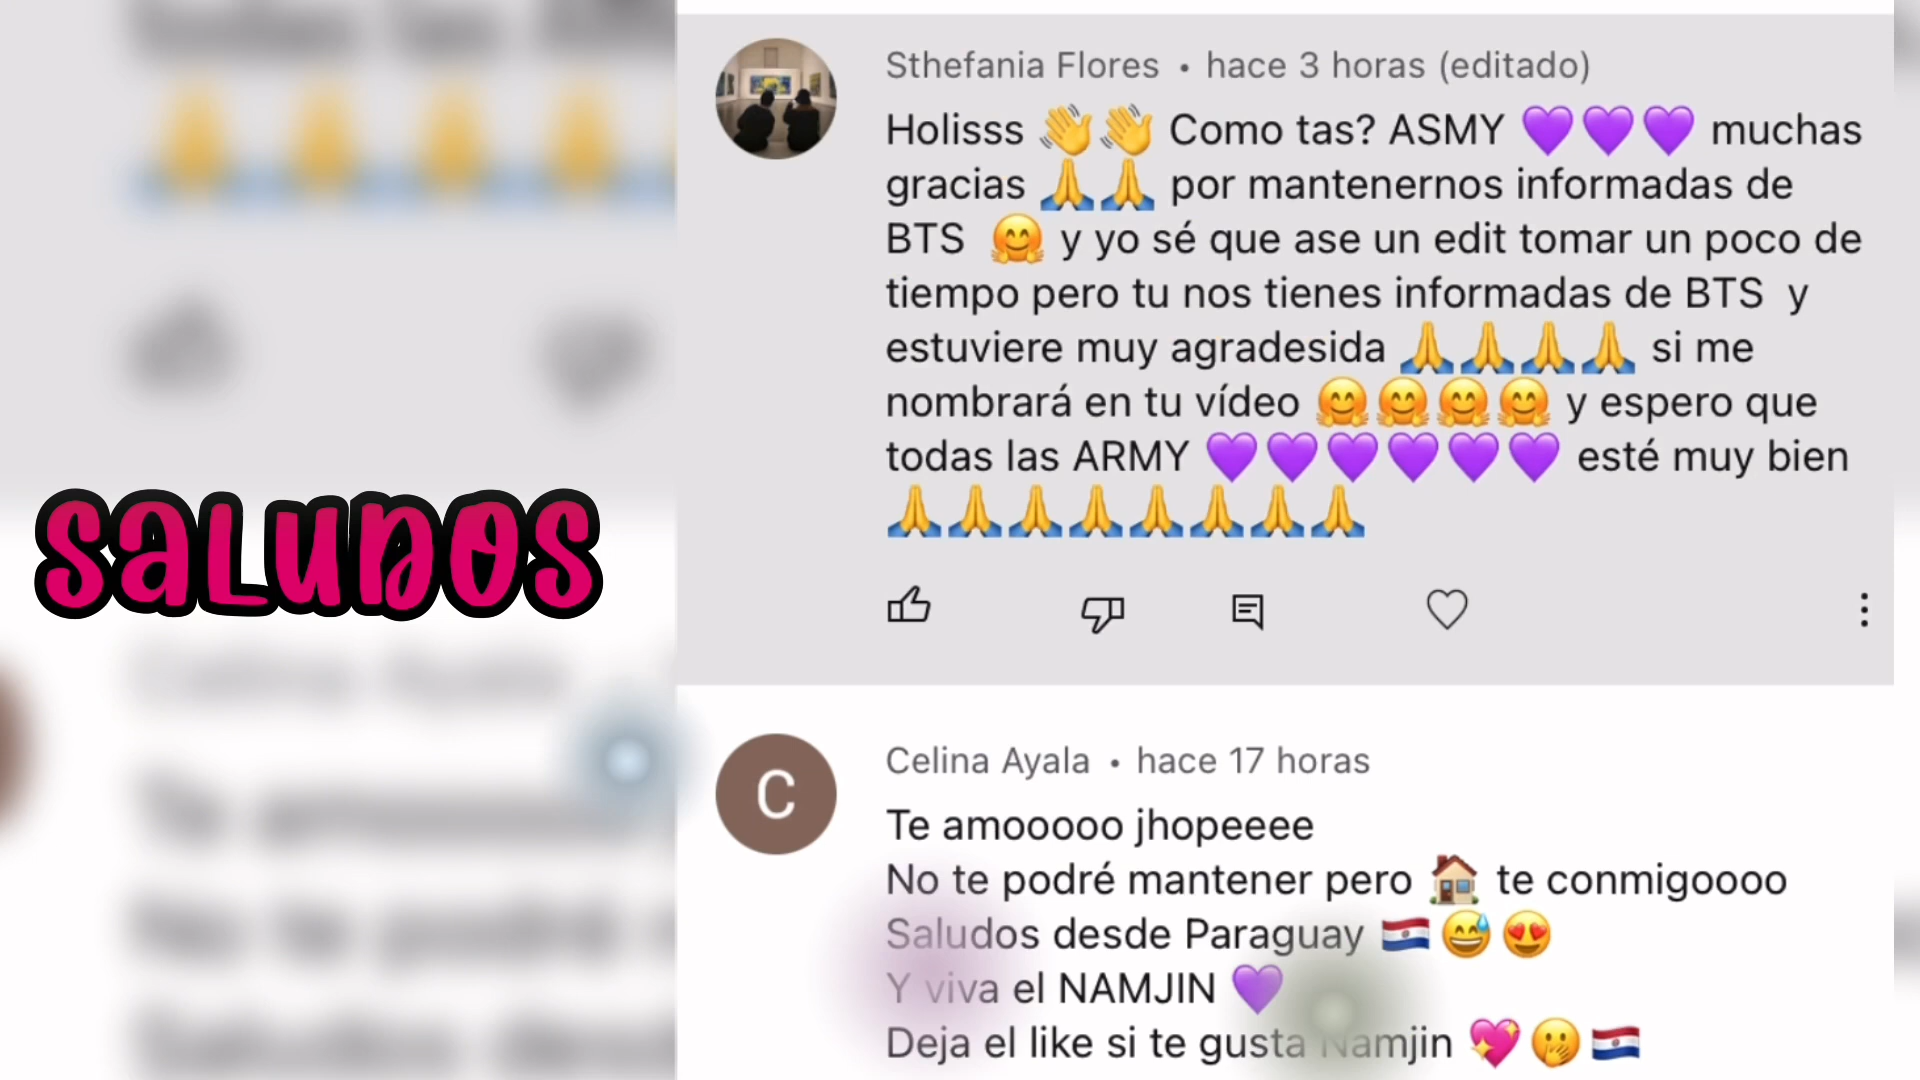 SALUDOS
Sthefania Flores • hace 3 horas (editado)
Holisss 👋👋 Como tas? ASMY 💜💜💜 muchas
gracias 🙏🙏 por mantenernos informadas de
BTS 🤗 y yo sé que ase un edit tomar un poco de
tiempo pero tu nos tienes informadas de BTS y
estuviere muy agradesida 🙏🙏🙏🙏 si me
nombrará en tu vídeo 🤗🤗🤗🤗 y espero que
todas las ARMY 💜💜💜💜💜💜 esté muy bien
🙏🙏🙏🙏🙏🙏🙏🙏
C
Celina Ayala • hace 17 horas
Te amooooo jhopeeee
No te podré mantener pero 🏠 te conmigoooo
Saludos desde Paraguay 🇵🇾😅😍
Y viva el NAMJIN 💜
Deja el like si te gusta Namjin 💖🤭🇵🇾